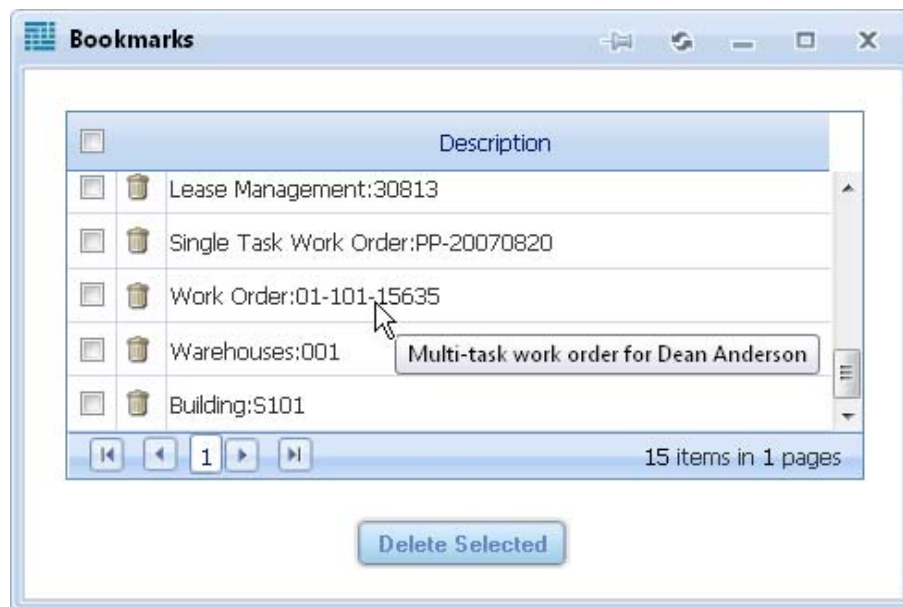 Bookmarks
Description
Lease Management:30813
Single Task Work Order:PP-20070820
Work Order:01-101-15635
Warehouses:001
Multi-task work order for Dean Anderson
Building:S101
1
15 items in 1 pages
Delete Selected